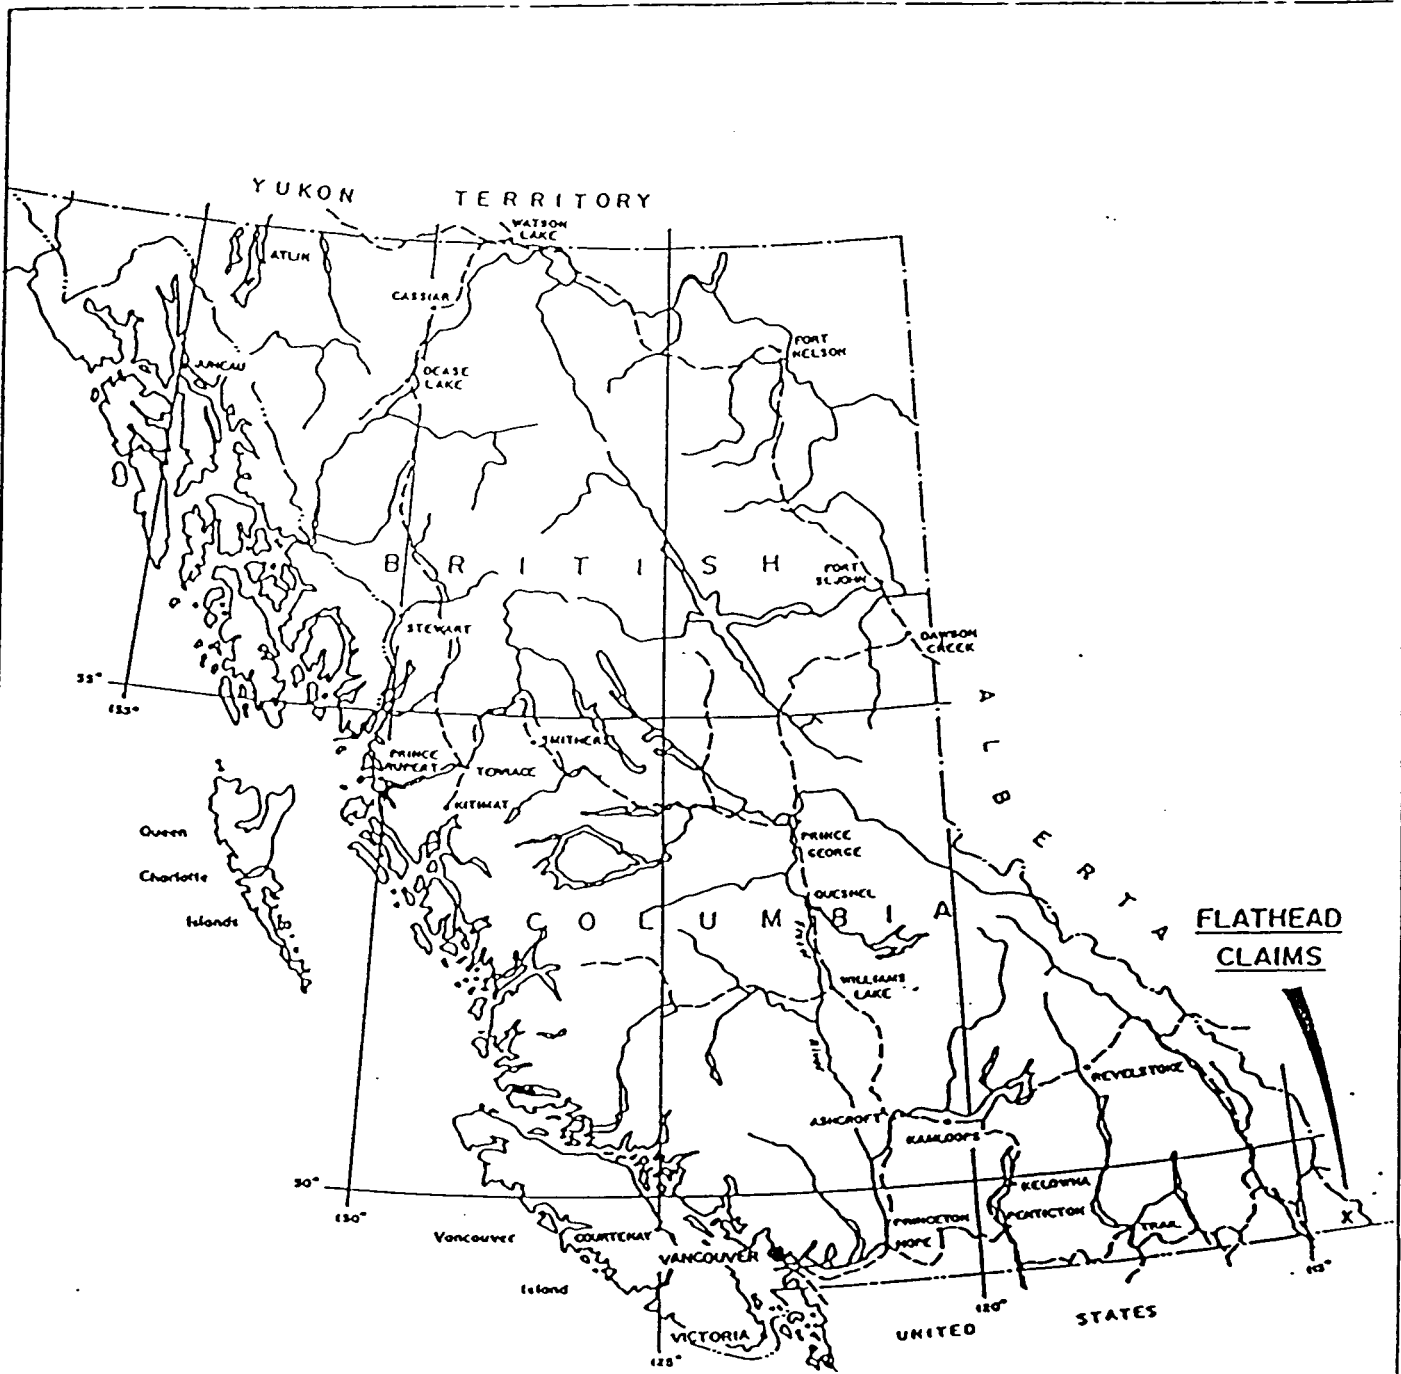 YUKON TERRITORY
WATSON
LAKE
ATLIN
CASSIAR
FORT
NELSON
JUNEAU
DEASE
LAKE
BRITISH
FORT
ST. JOHN
STEWART
DAWSON
CREEK
55°
ALBERTA
SMITHERS
PRINCE
RUPERT
TERRACE
KITIMAT
Queen
Charlotte
Islands
PRINCE
GEORGE
QUESNEL
COLUMBIA
FLATHEAD
CLAIMS
WILLIAMS
LAKE
REVELSTOKE
ASHCROFT
KAMLOOPS
50°
KELOWNA
130°
PRINCETON
PENTICTON
TRAIL
X
Vancouver
COURTENAY
VANCOUVER
HOPE
115°
Island
120°
STATES
UNITED
VICTORIA
125°